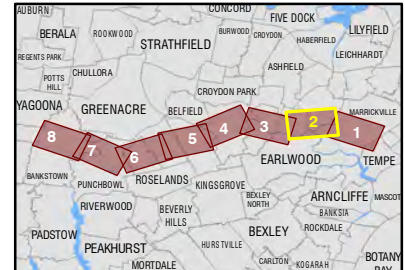 AUBURN
CONCORD
FIVE DOCK
BERALA
ROOKWOOD
STRATHFIELD
BURWOOD
CROYDON
HABERFIELD
LILYFIELD
REGENTS PARK
LEICHHARDT
CHULLORA
ASHFIELD
POTTS
HILL
CROYDON PARK
YAGOONA
GREENACRE
BELFIELD
MARRICKVILLE
8
7
6
5
4
3
2
1
EARLWOOD
TEMPE
BANKSTOWN
PUNCHBOWL
ROSELANDS
KINGSGROVE
BEXLEY
NORTH
ARNCLIFFE
MASCOT
RIVERWOOD
BEVERLY
HILLS
BANKSIA
ROCKDALE
PADSTOW
PEAKHURST
HURSTVILLE
BEXLEY
BOTANY
BAY
MORTDALE
CARLTON
KOGARAH